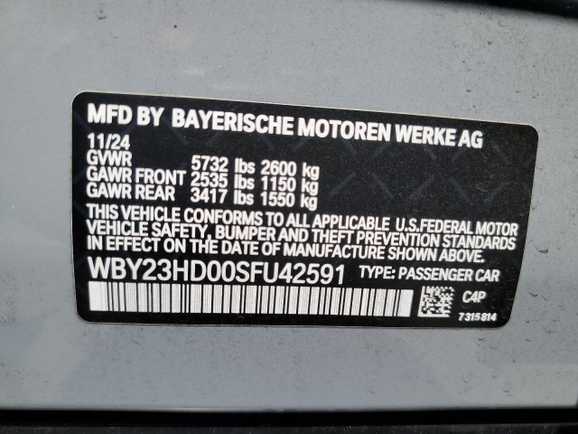 MFD BY BAYERISCHE MOTOREN WERKE AG
11/24
GVWR 5732 lbs 2600 kg
GAWR FRONT 2535 lbs 1150 kg
GAWR REAR 3417 lbs 1550 kg
THIS VEHICLE CONFORMS TO ALL APPLICABLE U.S.FEDERAL MOTOR
VEHICLE SAFETY, BUMPER AND THEFT PREVENTION STANDARDS
IN EFFECT ON THE DATE OF MANUFACTURE SHOWN ABOVE.
WBY23HD00SFU42591 TYPE: PASSENGER CAR
C4P
7315814